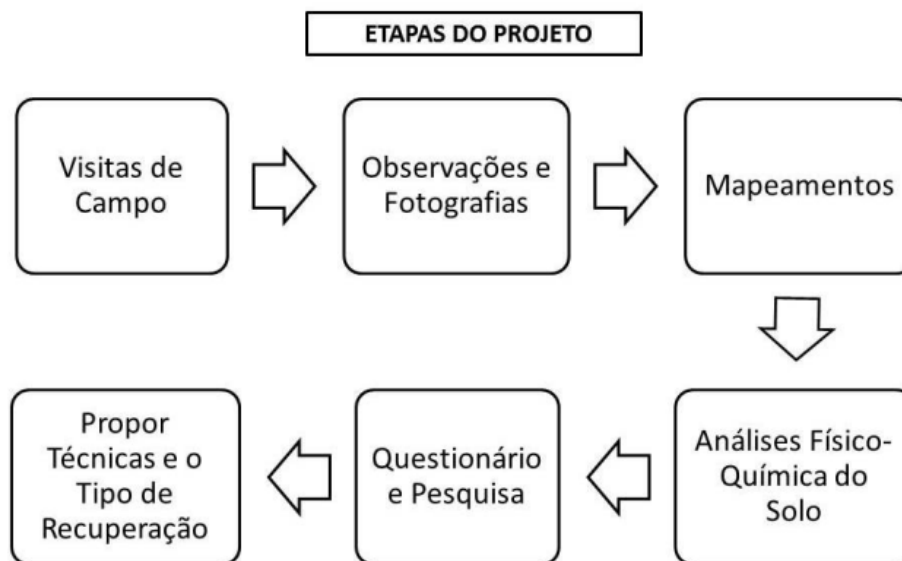 ETAPAS DO PROJETO
Visitas de
Campo
Observações e
Fotografias
Mapeamentos
Análises Físico-
Química do
Solo
Questionário
e Pesquisa
Propor
Técnicas e o
Tipo de
Recuperação